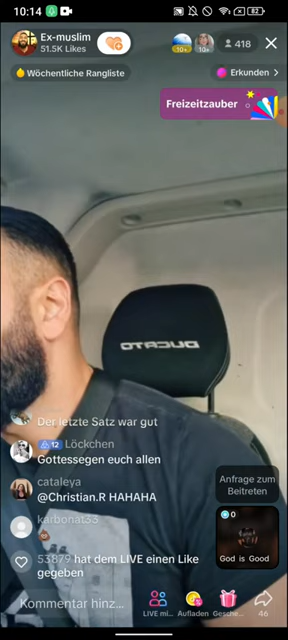 10:14
82
Ex-muslim
51.5K Likes
10+
10+
418
Wöchentliche Rangliste
Erkunden
Freizeitzauber
DUCATO
Der letzte Satz war gut
12 Löckchen
Gottessegen euch allen
cataleya
@Christian.R HAHAHA
karbonat33
53879 hat dem LIVE einen Like
gegeben
Anfrage zum
Beitreten
0
God is Good
Kommentar hinz...
LIVE mi...
Aufladen
Gesche...
46